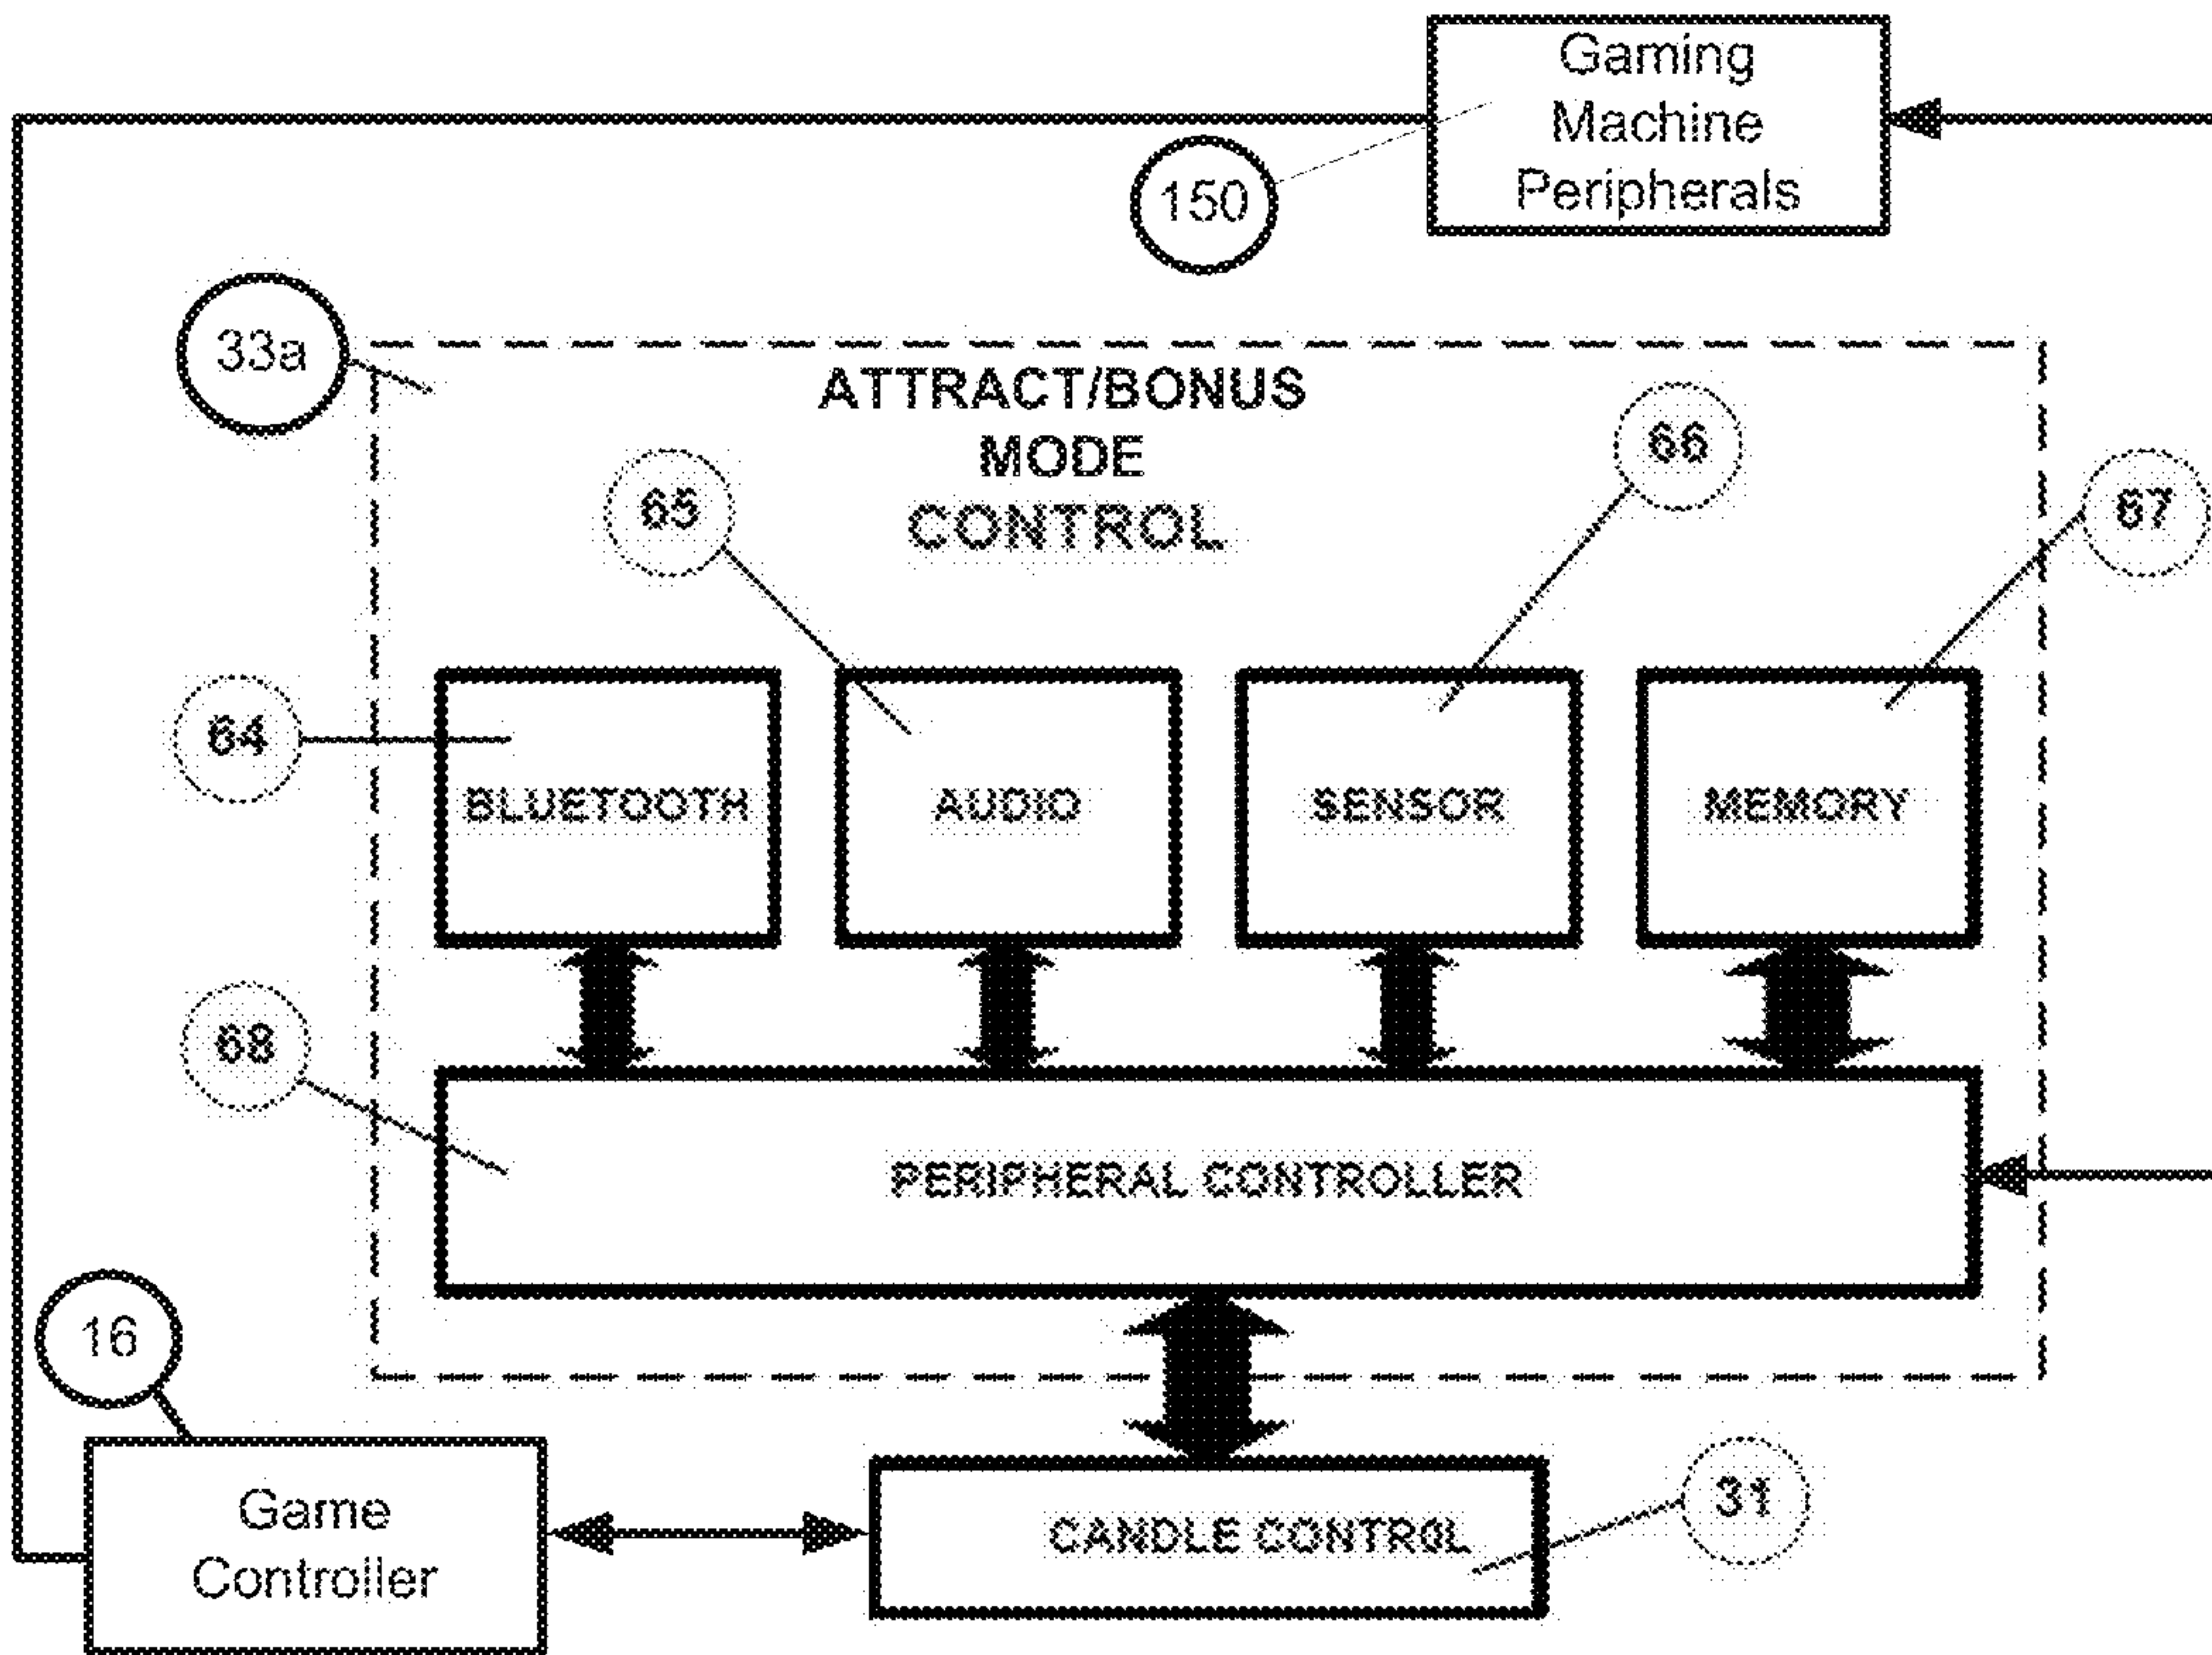 Gaming
Machine
Peripherals
150
33a
ATTRACT/BONUS
MODE
CONTROL
65
66
67
64
BLUETOOTH
AUDIO
SENSOR
MEMORY
68
PERIPHERAL CONTROLLER
16
Game
Controller
CANDLE CONTROL
31